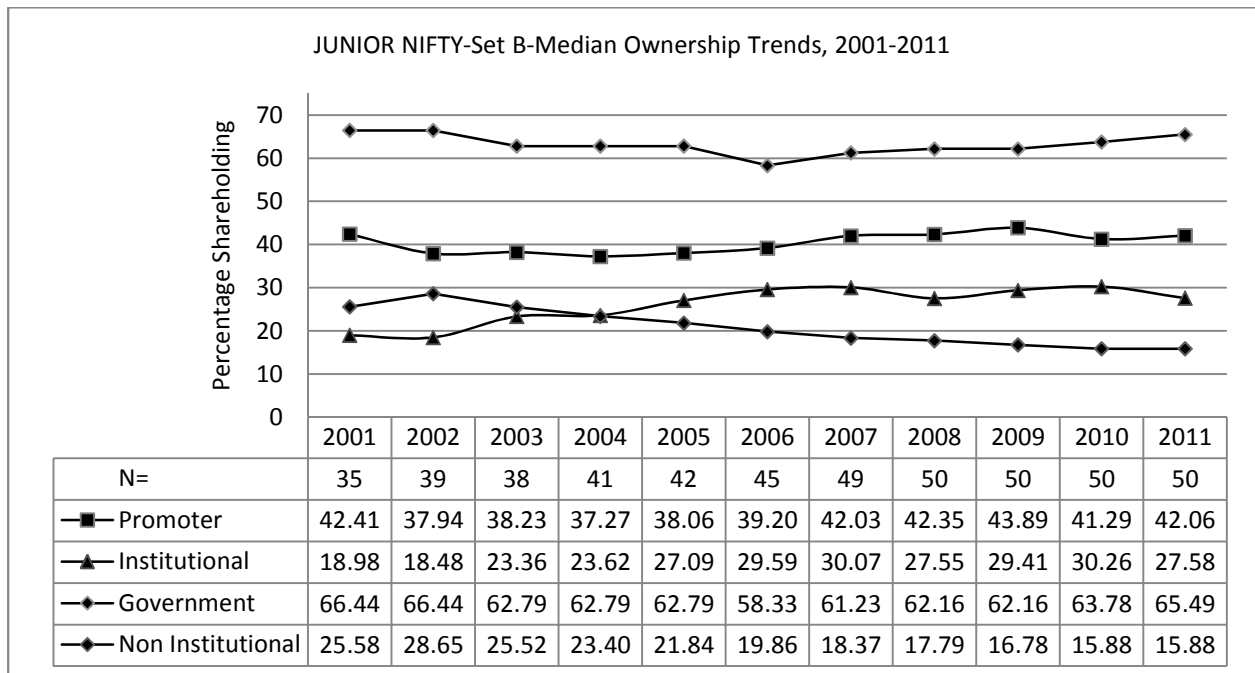 JUNIOR NIFTY-Set B-Median Ownership Trends, 2001-2011
Percentage Shareholding
70
60
50
40
30
20
10
0
2001 2002 2003 2004 2005 2006 2007 2008 2009 2010 2011
N= 35 39 38 41 42 45 49 50 50 50 50
Promoter 42.41 37.94 38.23 37.27 38.06 39.20 42.03 42.35 43.89 41.29 42.06
Institutional 18.98 18.48 23.36 23.62 27.09 29.59 30.07 27.55 29.41 30.26 27.58
Government 66.44 66.44 62.79 62.79 62.79 58.33 61.23 62.16 62.16 63.78 65.49
Non Institutional 25.58 28.65 25.52 23.40 21.84 19.86 18.37 17.79 16.78 15.88 15.88